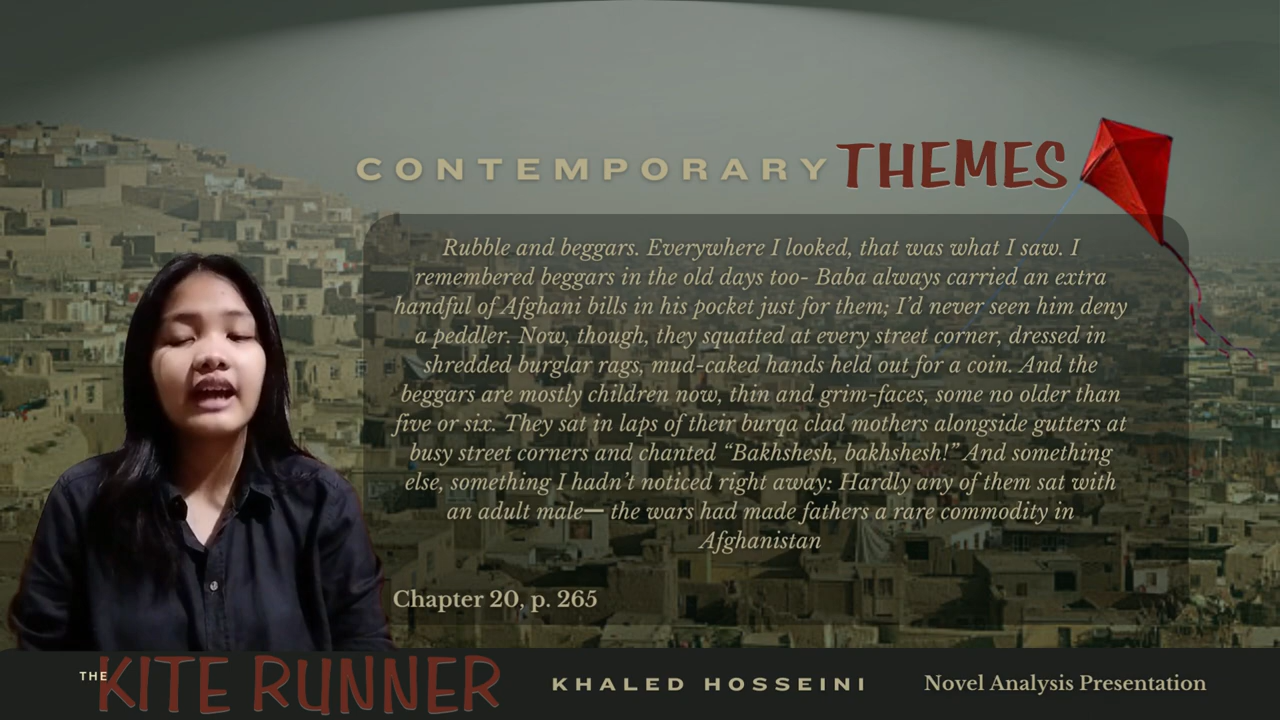 CONTEMPORARY THEMES
Rubble and beggars. Everywhere I looked, that was what I saw. I
remembered beggars in the old days too- Baba always carried an extra
handful of Afghani bills in his pocket just for them; I'd never seen him deny
a peddler. Now, though, they squatted at every street corner, dressed in
shredded burglar rags, mud-caked hands held out for a coin. And the
beggars are mostly children now, thin and grim-faces, some no older than
five or six. They sat in laps of their burqa clad mothers alongside gutters at
busy street corners and chanted “Bakhshesh, bakhshesh!” And something
else, something I hadn't noticed right away: Hardly any of them sat with
an adult male— the wars had made fathers a rare commodity in
Afghanistan
Chapter 20, p. 265
THE KITE RUNNER
KHALED HOSSEINI
Novel Analysis Presentation